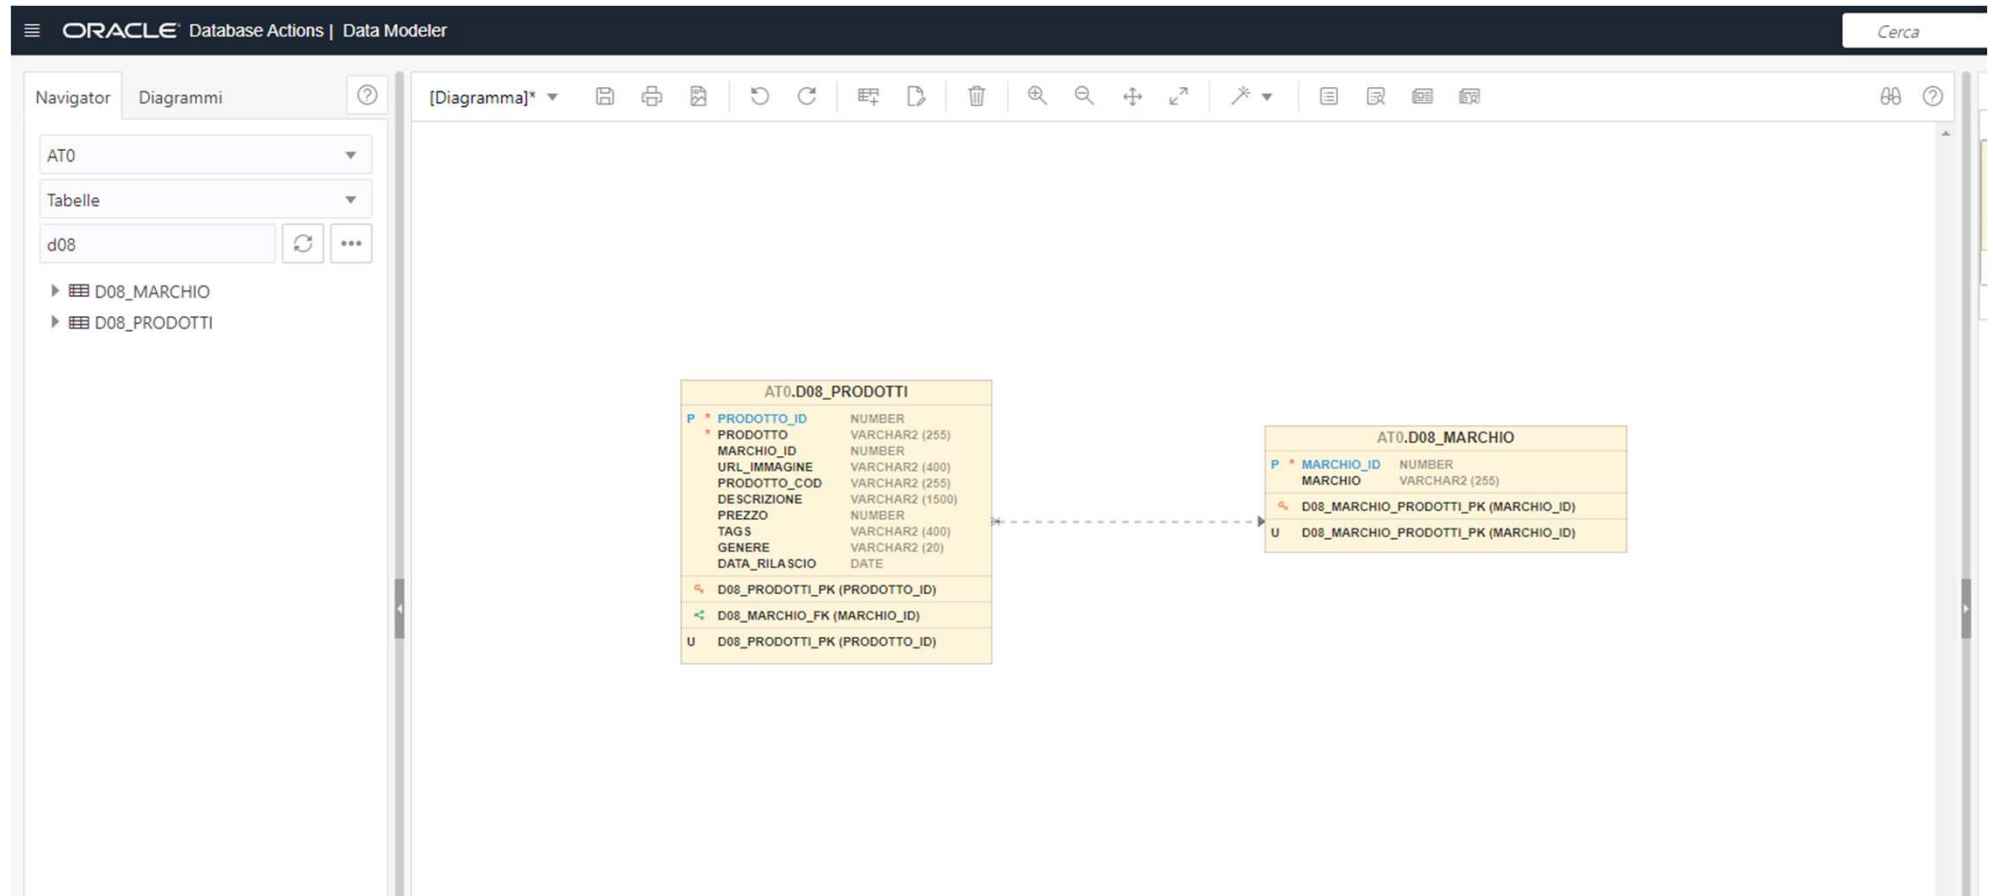 ORACLE Database Actions | Data Modeler
Cerca
Navigator Diagrammi
[Diagramma]*
AT0
Tabelle
d08
D08_MARCHIO
D08_PRODOTTI
AT0.D08_PRODOTTI
P * PRODOTTO_ID NUMBER
* PRODOTTO VARCHAR2 (255)
MARCHIO_ID NUMBER
URL_IMMAGINE VARCHAR2 (400)
PRODOTTO_COD VARCHAR2 (255)
DESCRIZIONE VARCHAR2 (1500)
PREZZO NUMBER
TAGS VARCHAR2 (400)
GENERE VARCHAR2 (20)
DATA_RILASCIO DATE
D08_PRODOTTI_PK (PRODOTTO_ID)
D08_MARCHIO_FK (MARCHIO_ID)
U D08_PRODOTTI_PK (PRODOTTO_ID)
AT0.D08_MARCHIO
P * MARCHIO_ID NUMBER
MARCHIO VARCHAR2 (255)
D08_MARCHIO_PRODOTTI_PK (MARCHIO_ID)
U D08_MARCHIO_PRODOTTI_PK (MARCHIO_ID)